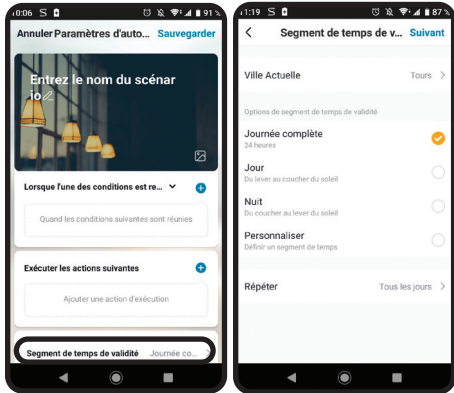 10:06 S 91%
Annuler Paramètres d'auto... Sauvegarder
Entrez le nom du scénar
io
Lorsque l'une des conditions est re...
Quand les conditions suivantes sont réunies
Exécuter les actions suivantes
Ajouter une action d'exécution
Segment de temps de validité Journée co...
11:19 S 87%
Segment de temps de v... Suivant
Ville Actuelle Tours
Options de segment de temps de validité
Journée complète
24 heures
Jour
Du lever au coucher du soleil
Nuit
Du coucher au lever du soleil
Personnaliser
Définir un segment de temps
Répéter Tous les jours